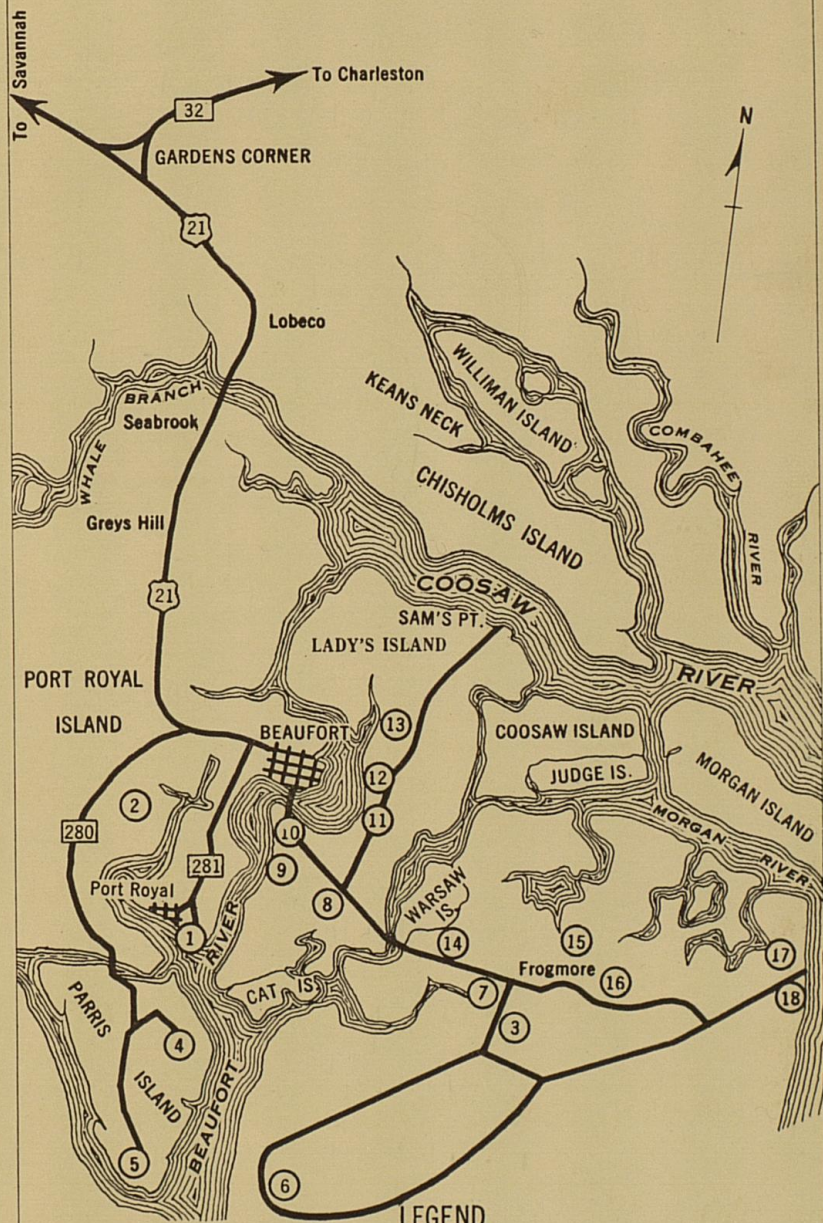 To Savannah
To Charleston
32
N
GARDENS CORNER
21
Lobeco
WHALE BRANCH
Seabrook
KEANS NECK
WILLIMAN ISLAND
COMBAHEE RIVER
Greys Hill
CHISHOLMS ISLAND
21
COOSAW RIVER
SAM'S PT.
LADY'S ISLAND
PORT ROYAL
ISLAND
BEAUFORT
13
COOSAW ISLAND
JUDGE IS.
MORGAN ISLAND
2
12
280
10
11
MORGAN RIVER
281
9
Port Royal
8
WARSAW
IS.
1
14
15
17
Frogmore
16
CAT IS.
7
18
PARRIS
ISLAND
3
4
BEAUFORT RIVER
5
6
LEGEND